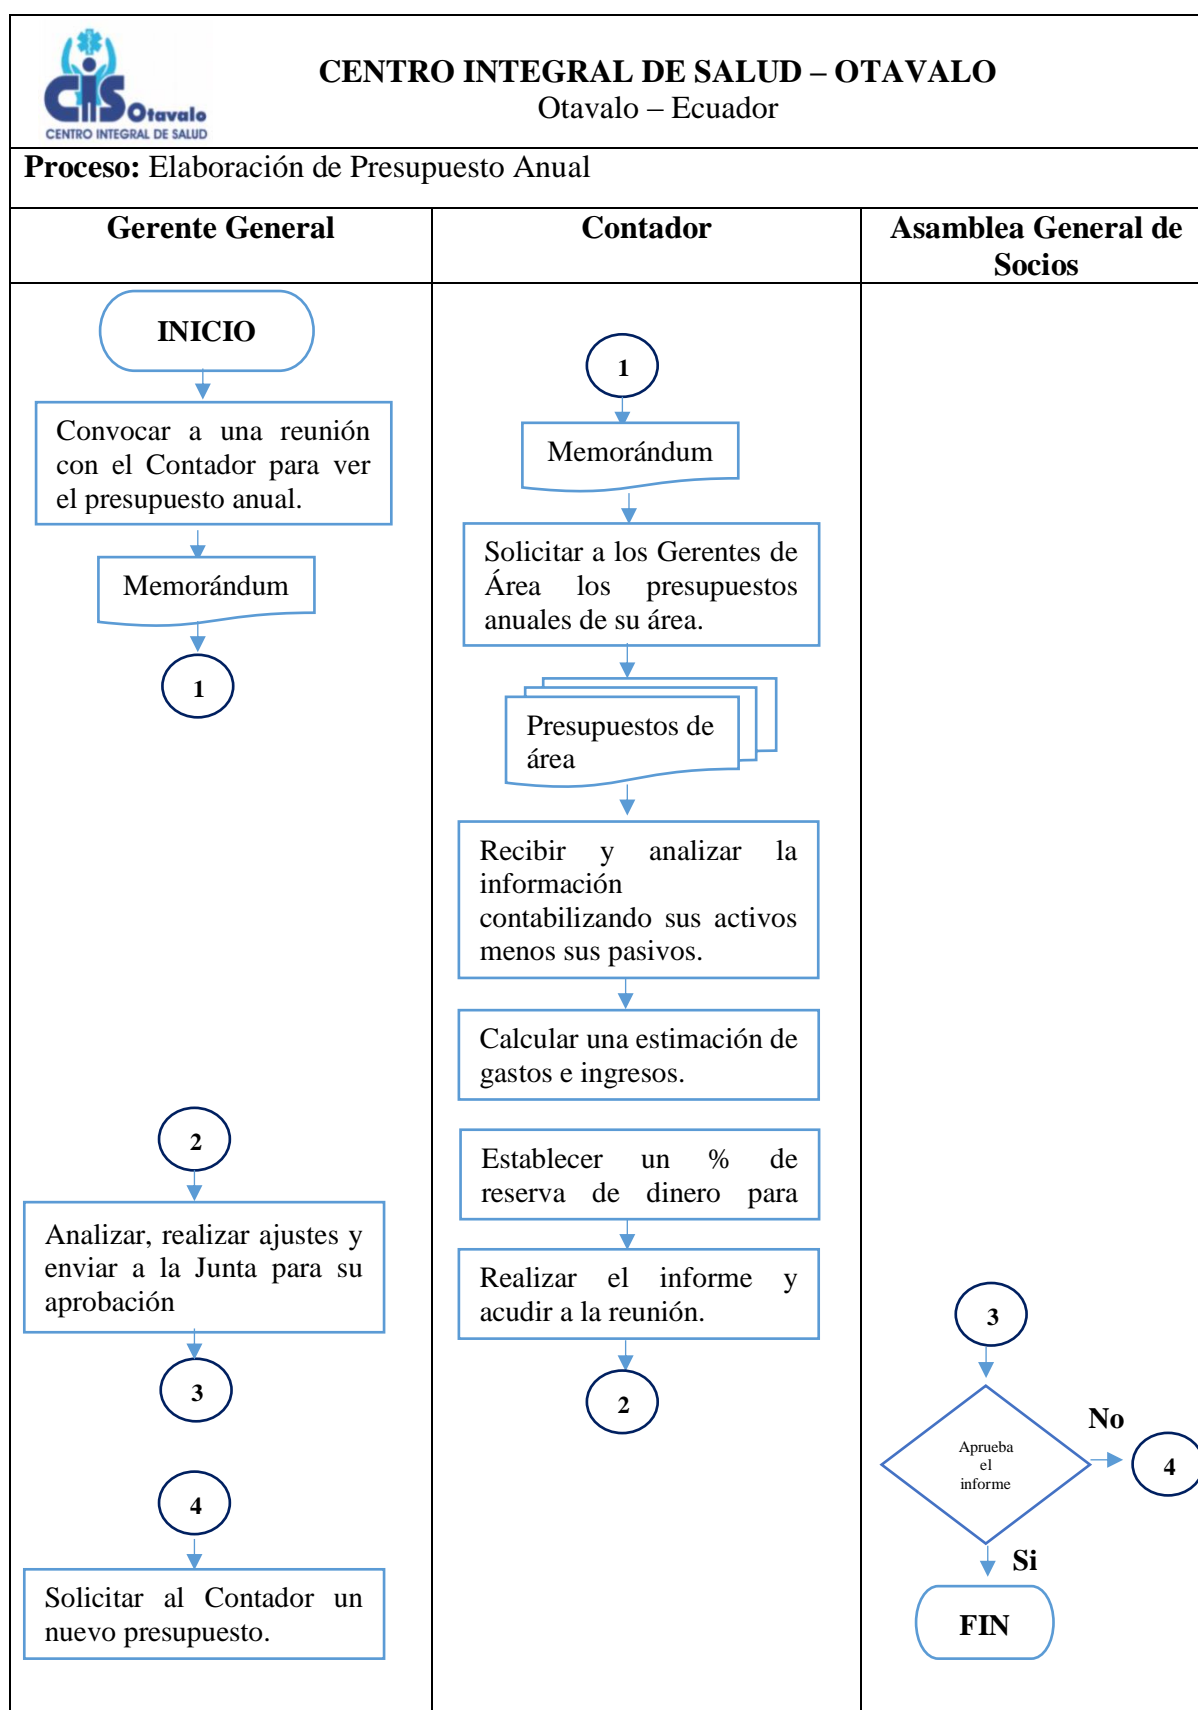 CIS Otavalo
CENTRO INTEGRAL DE SALUD
CENTRO INTEGRAL DE SALUD – OTAVALO
Otavalo – Ecuador
Proceso: Elaboración de Presupuesto Anual
Gerente General
Contador
Asamblea General de
Socios
INICIO
Convocar a una reunión
con el Contador para ver
el presupuesto anual.
Memorándum
1
2
Analizar, realizar ajustes y
enviar a la Junta para su
aprobación
3
4
Solicitar al Contador un
nuevo presupuesto.
1
Memorándum
Solicitar a los Gerentes de
Área los presupuestos
anuales de su área.
Presupuestos de
área
Recibir y analizar la
información
contabilizando sus activos
menos sus pasivos.
Calcular una estimación de
gastos e ingresos.
Establecer un % de
reserva de dinero para
Realizar el informe y
acudir a la reunión.
2
3
Aprueba
el
informe
No
4
Si
FIN